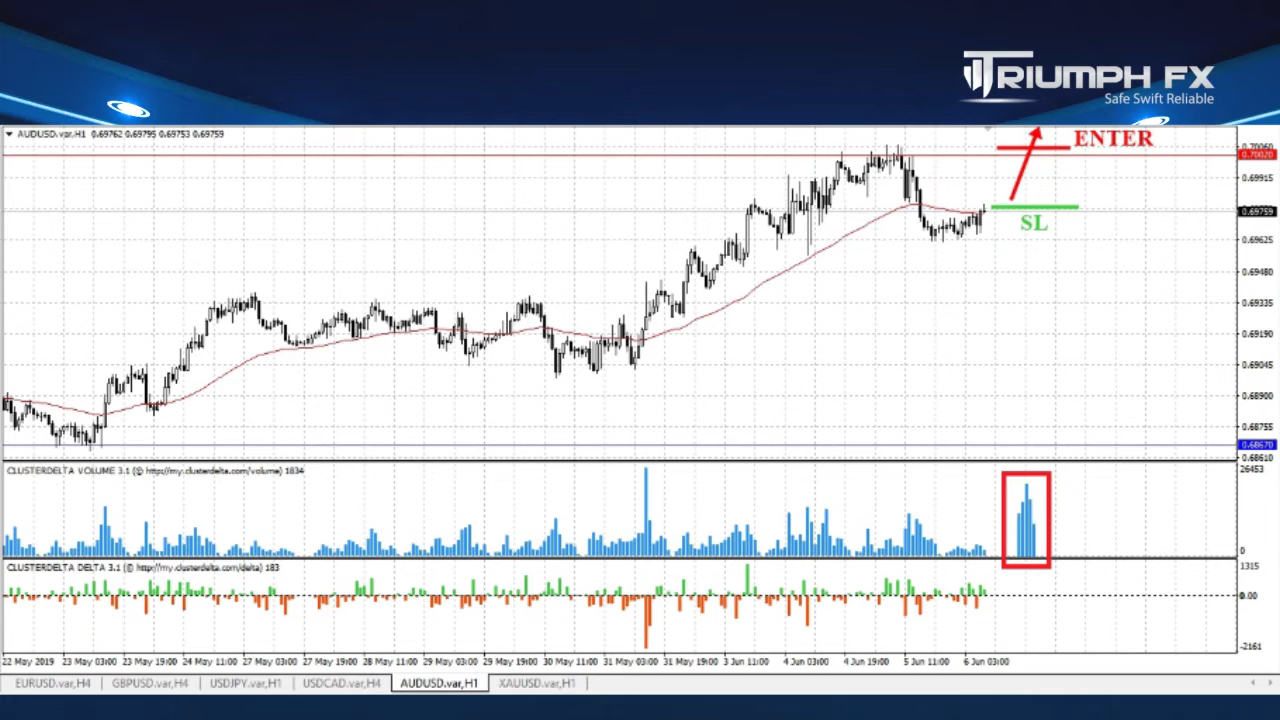 TRIUMPH FX
Safe Swift Reliable
AUDUSD.var,H1 0.69762 0.69795 0.69753 0.69759
ENTER
0.70060
0.70020
0.69915
0.69759
SL
0.69625
0.69480
0.69335
0.69190
0.69045
0.68900
0.68755
0.68670
0.68610
CLUSTERDELTA VOLUME 3.1 (© http://my.clusterdelta.com/volume) 1834
26453
0
CLUSTERDELTA DELTA 3.1 (© http://my.clusterdelta.com/delta) 183
1315
0.00
-2161
22 May 2019 23 May 03:00 23 May 19:00 24 May 11:00 27 May 03:00 27 May 19:00 28 May 11:00 29 May 03:00 29 May 19:00 30 May 11:00 31 May 03:00 31 May 19:00 3 Jun 11:00 4 Jun 03:00 4 Jun 19:00 5 Jun 11:00 6 Jun 03:00
EURUSD.var,H4 GBPUSD.var,H4 USDJPY.var,H1 USDCAD.var,H4 AUDUSD.var,H1 XAUUSD.var,H1